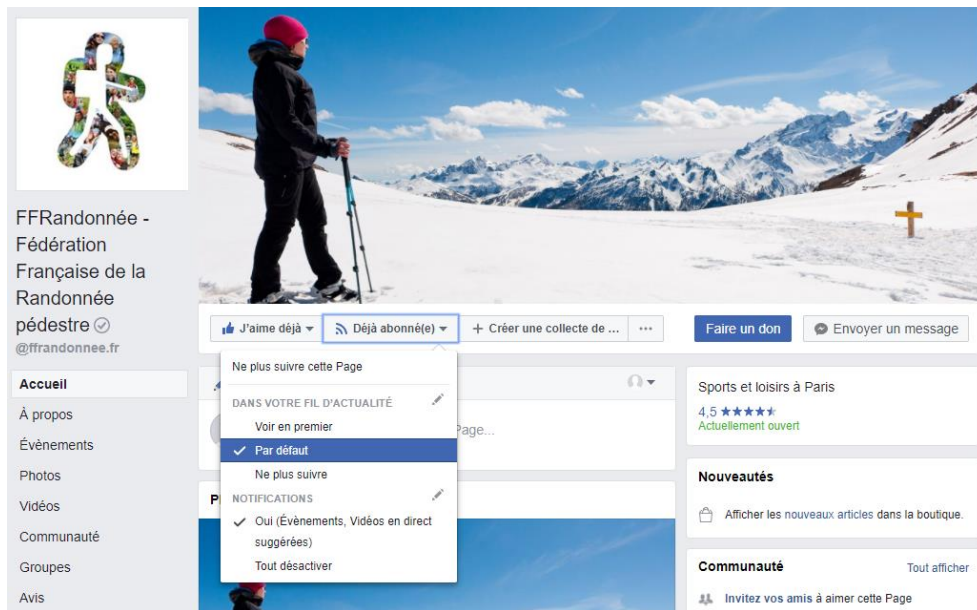 FFRandonnée -
Fédération
Française de la
Randonnée
pédestre
@ffrandonnee.fr
Accueil
À propos
Évènements
Photos
Vidéos
Communauté
Groupes
Avis
J'aime déjà
Déjà abonné(e)
+ Créer une collecte de ...
...
Faire un don
Envoyer un message
Ne plus suivre cette Page
DANS VOTRE FIL D'ACTUALITÉ
Voir en premier
Par défaut
Ne plus suivre
NOTIFICATIONS
Oui (Évènements, Vidéos en direct
suggérées)
Tout désactiver
Page...
Sports et loisirs à Paris
4,5 ★★★★★
Actuellement ouvert
Nouveautés
Afficher les nouveaux articles dans la boutique.
Communauté
Tout afficher
Invitez vos amis à aimer cette Page